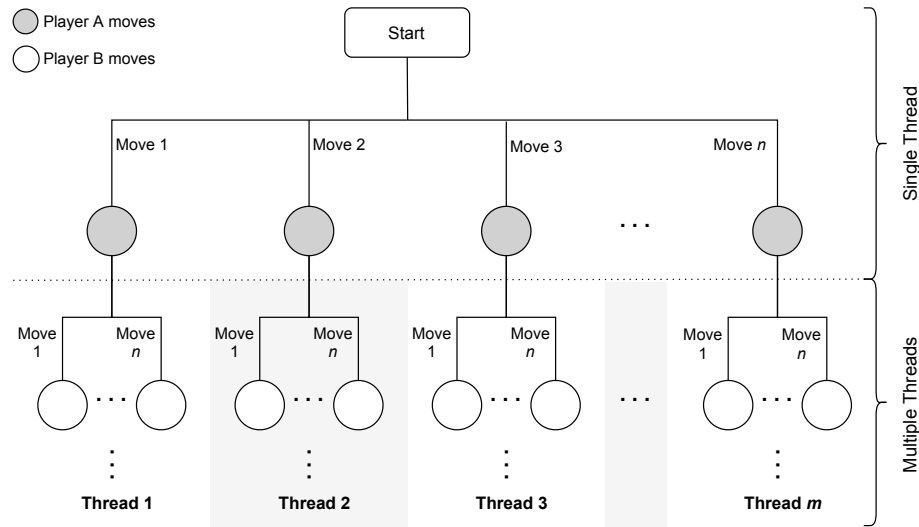 Player A moves
Player B moves
Start
Move 1
Move 2
Move 3
Move n
Single Thread
. . .
Move
1
Move
n
Move
1
Move
n
Move
1
Move
n
Move
1
Move
n
Multiple Threads
Thread 1
Thread 2
Thread 3
Thread m